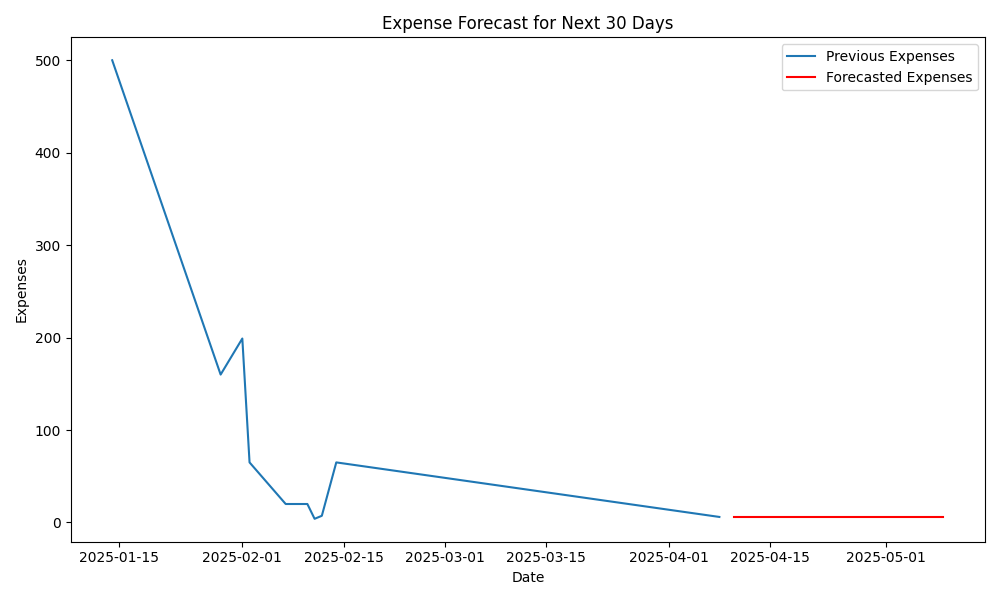 Expense Forecast for Next 30 Days
Previous Expenses
Forecasted Expenses
500
400
300
200
100
0
Expenses
2025-01-15 2025-02-01 2025-02-15 2025-03-01 2025-03-15 2025-04-01 2025-04-15 2025-05-01
Date